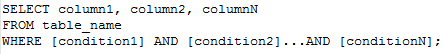 SELECT column1, column2, columnN
FROM table_name
WHERE [condition1] AND [condition2]...AND [conditionN];